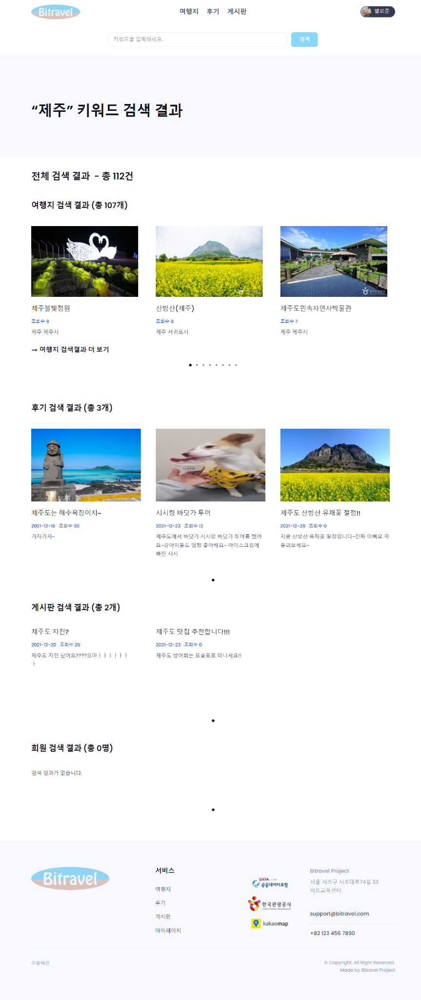 Bitravel
여행지 후기 게시판
헬로준
키워드를 입력하세요.
검색
“제주” 키워드 검색 결과
전체 검색 결과 - 총 112건
여행지 검색 결과 (총 107개)
한국관광공사
한국관광공사
제주불빛정원
조회수 9
제주 제주시
산방산(제주)
조회수 8
제주 서귀포시
제주도민속자연사박물관
조회수 7
제주 제주시
→ 여행지 검색결과 더 보기
후기 검색 결과 (총 3개)
제주도는 해수욕장이지~
2021-12-16 조회수 36
가자가자~
시시랑 바닷가 투어
2021-12-23 조회수 12
제주도에서 바닷가 시시랑 바닷가 투어를 했어
요~강아지들도 엄청 좋아해요~ 아이스크림에
빠진 시시
제주도 산방산 유채꽃 절정!!
2021-12-28 조회수 0
지금 산방산 유채꽃 절정입니다~진짜 이뻐요 꼭
들러보세요~
게시판 검색 결과 (총 2개)
제주도 지진?
2021-12-20 조회수 26
제주도 지진 났어요????으아ㅏㅏㅏㅏㅏㅏ
ㅏ
제주도 맛집 추천합니다!!!
2021-12-23 조회수 0
제주도 방어회는 모슬포로 떠나세요!!
회원 검색 결과 (총 0명)
검색 결과가 없습니다.
Bitravel
서비스
여행지
후기
게시판
마이페이지
DATA
공공데이터포털
한국관광공사
KOREA TOURISM ORGANIZATION
kakaomap
Bitravel Project
서울 서초구 서초대로74길 33
비트교육센터
support@bitravel.com
+82 123 456 7890
이용약관
© Copyright. All Right Reserved.
Made by Bitravel Project